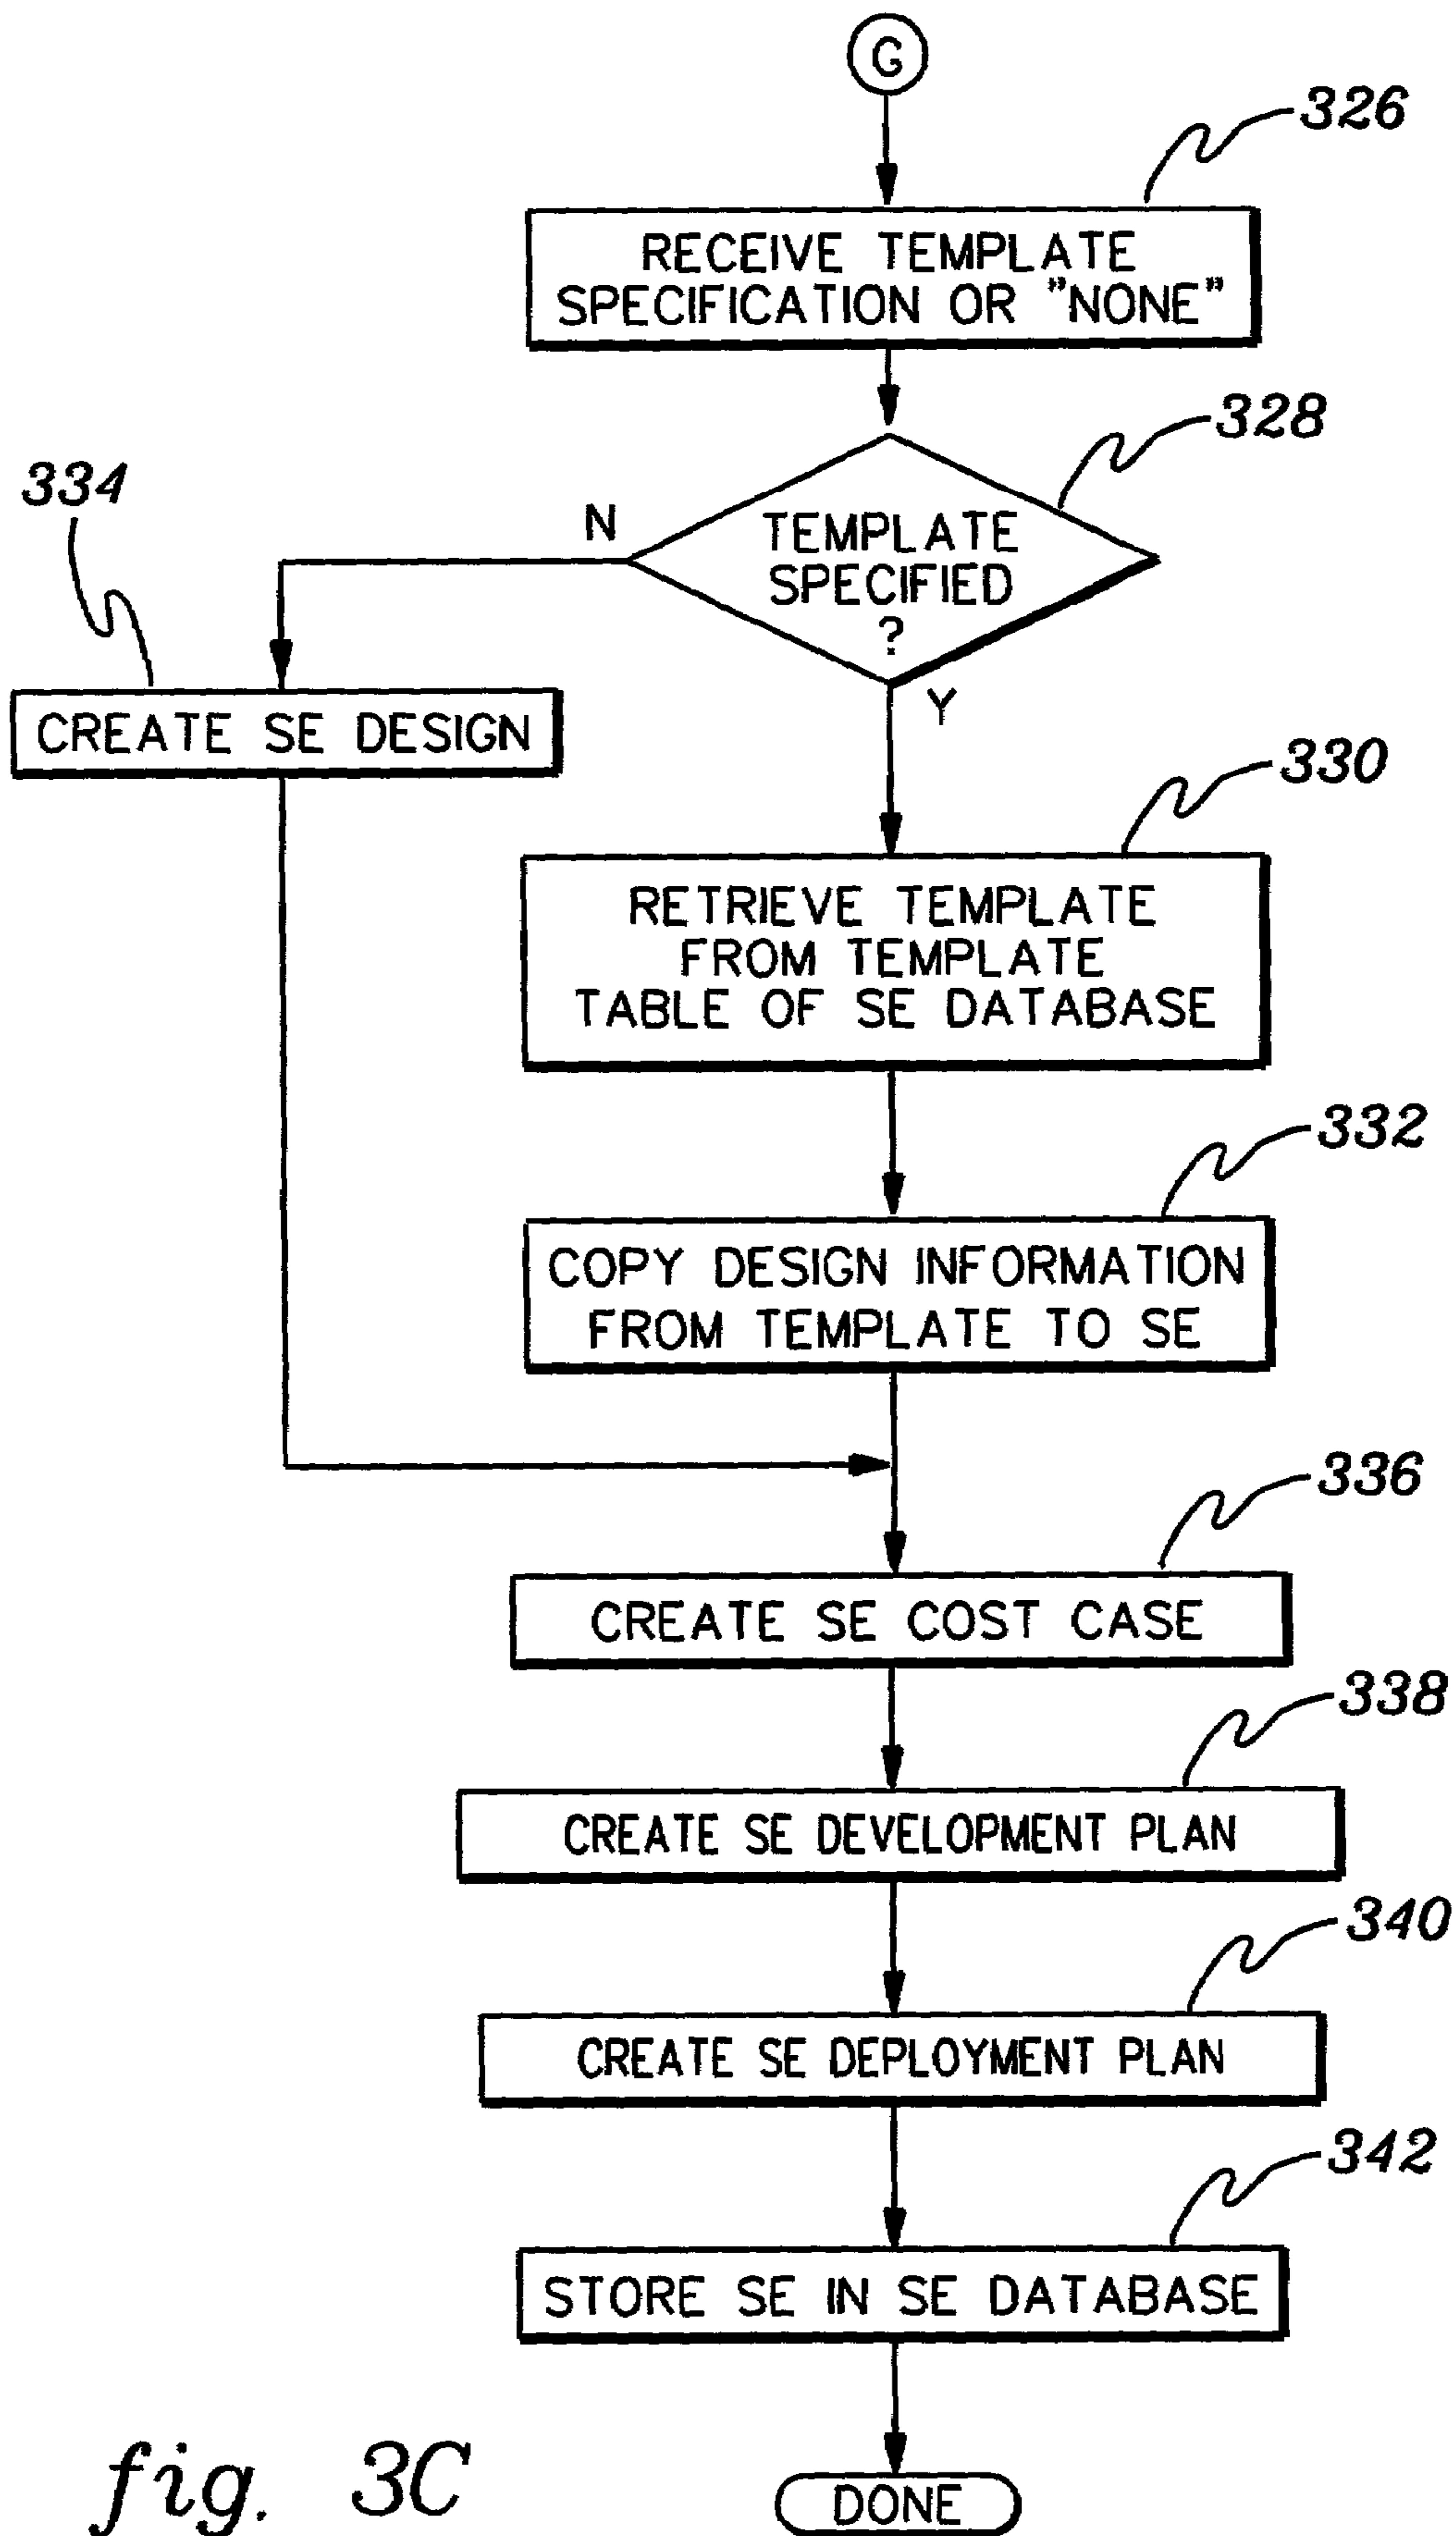 G
326
RECEIVE TEMPLATE
SPECIFICATION OR "NONE"
328
334
N
TEMPLATE
SPECIFIED
?
Y
CREATE SE DESIGN
330
RETRIEVE TEMPLATE
FROM TEMPLATE
TABLE OF SE DATABASE
332
COPY DESIGN INFORMATION
FROM TEMPLATE TO SE
336
CREATE SE COST CASE
338
CREATE SE DEVELOPMENT PLAN
340
CREATE SE DEPLOYMENT PLAN
342
STORE SE IN SE DATABASE
fig. 3C
DONE